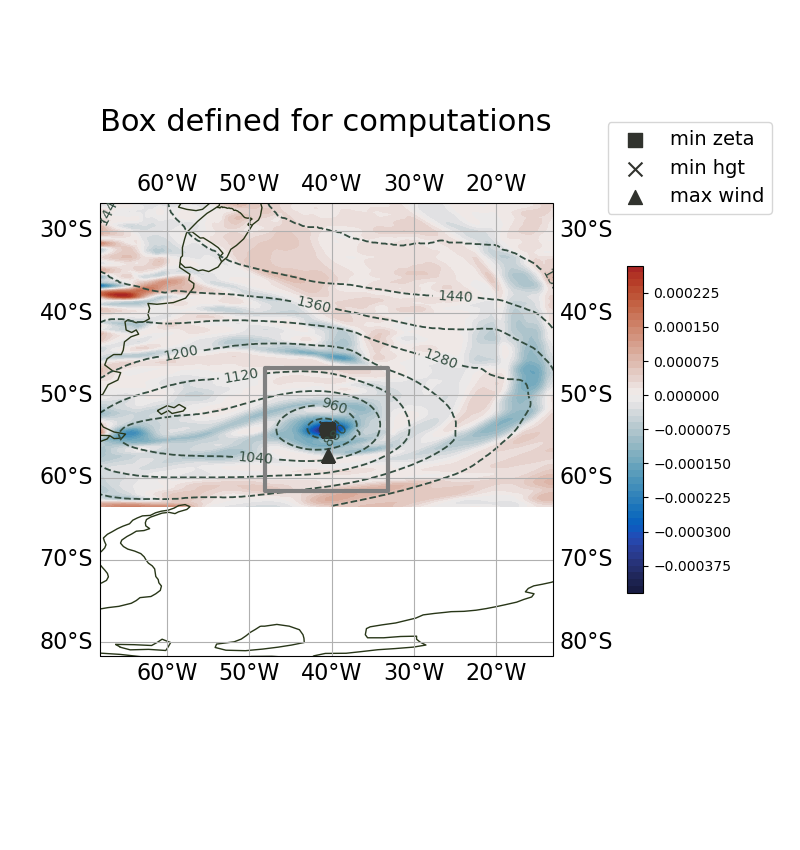 Box defined for computations
min zeta
min hgt
max wind
60°W 50°W 40°W 30°W 20°W
30°S 30°S
40°S 40°S
50°S 50°S
60°S 60°S
70°S 70°S
80°S 80°S
60°W 50°W 40°W 30°W 20°W
1440
1360
1280
1200
1120
960
1040
0.000225
0.000150
0.000075
0.000000
−0.000075
−0.000150
−0.000225
−0.000300
−0.000375